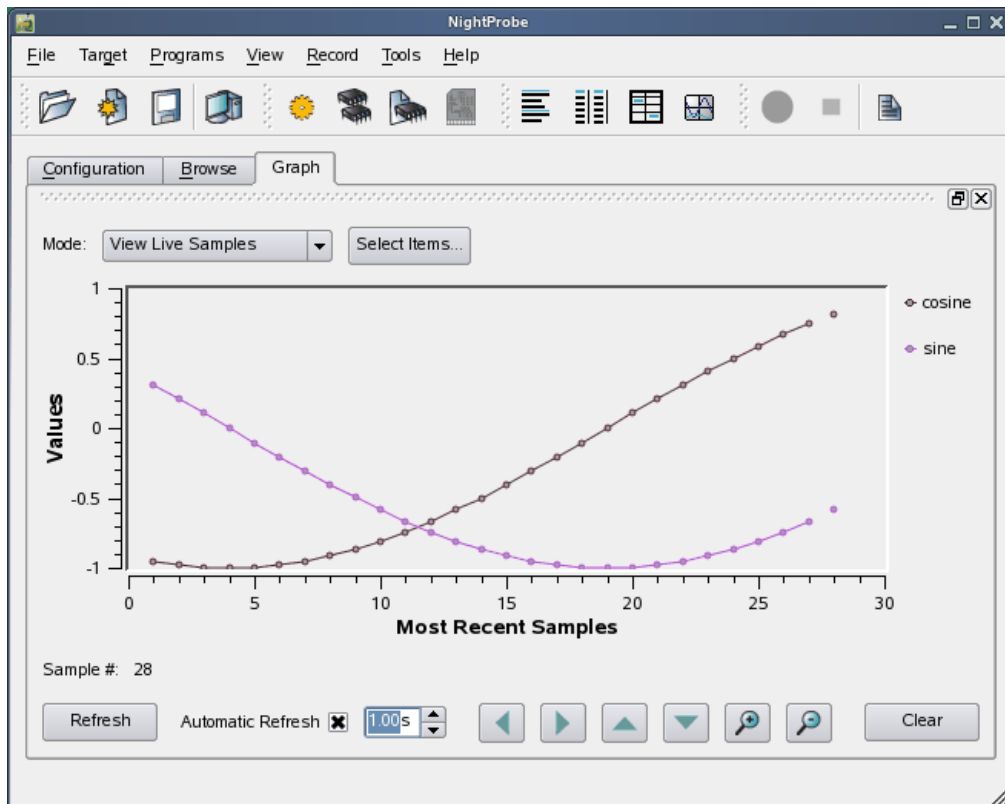 NightProbe
File Target Programs View Record Tools Help
Configuration Browse Graph
Mode: View Live Samples Select Items...
1
0.5
0
-0.5
-1
Values
cosine
sine
0 5 10 15 20 25 30
Most Recent Samples
Sample #: 28
Refresh Automatic Refresh 1.00s Clear